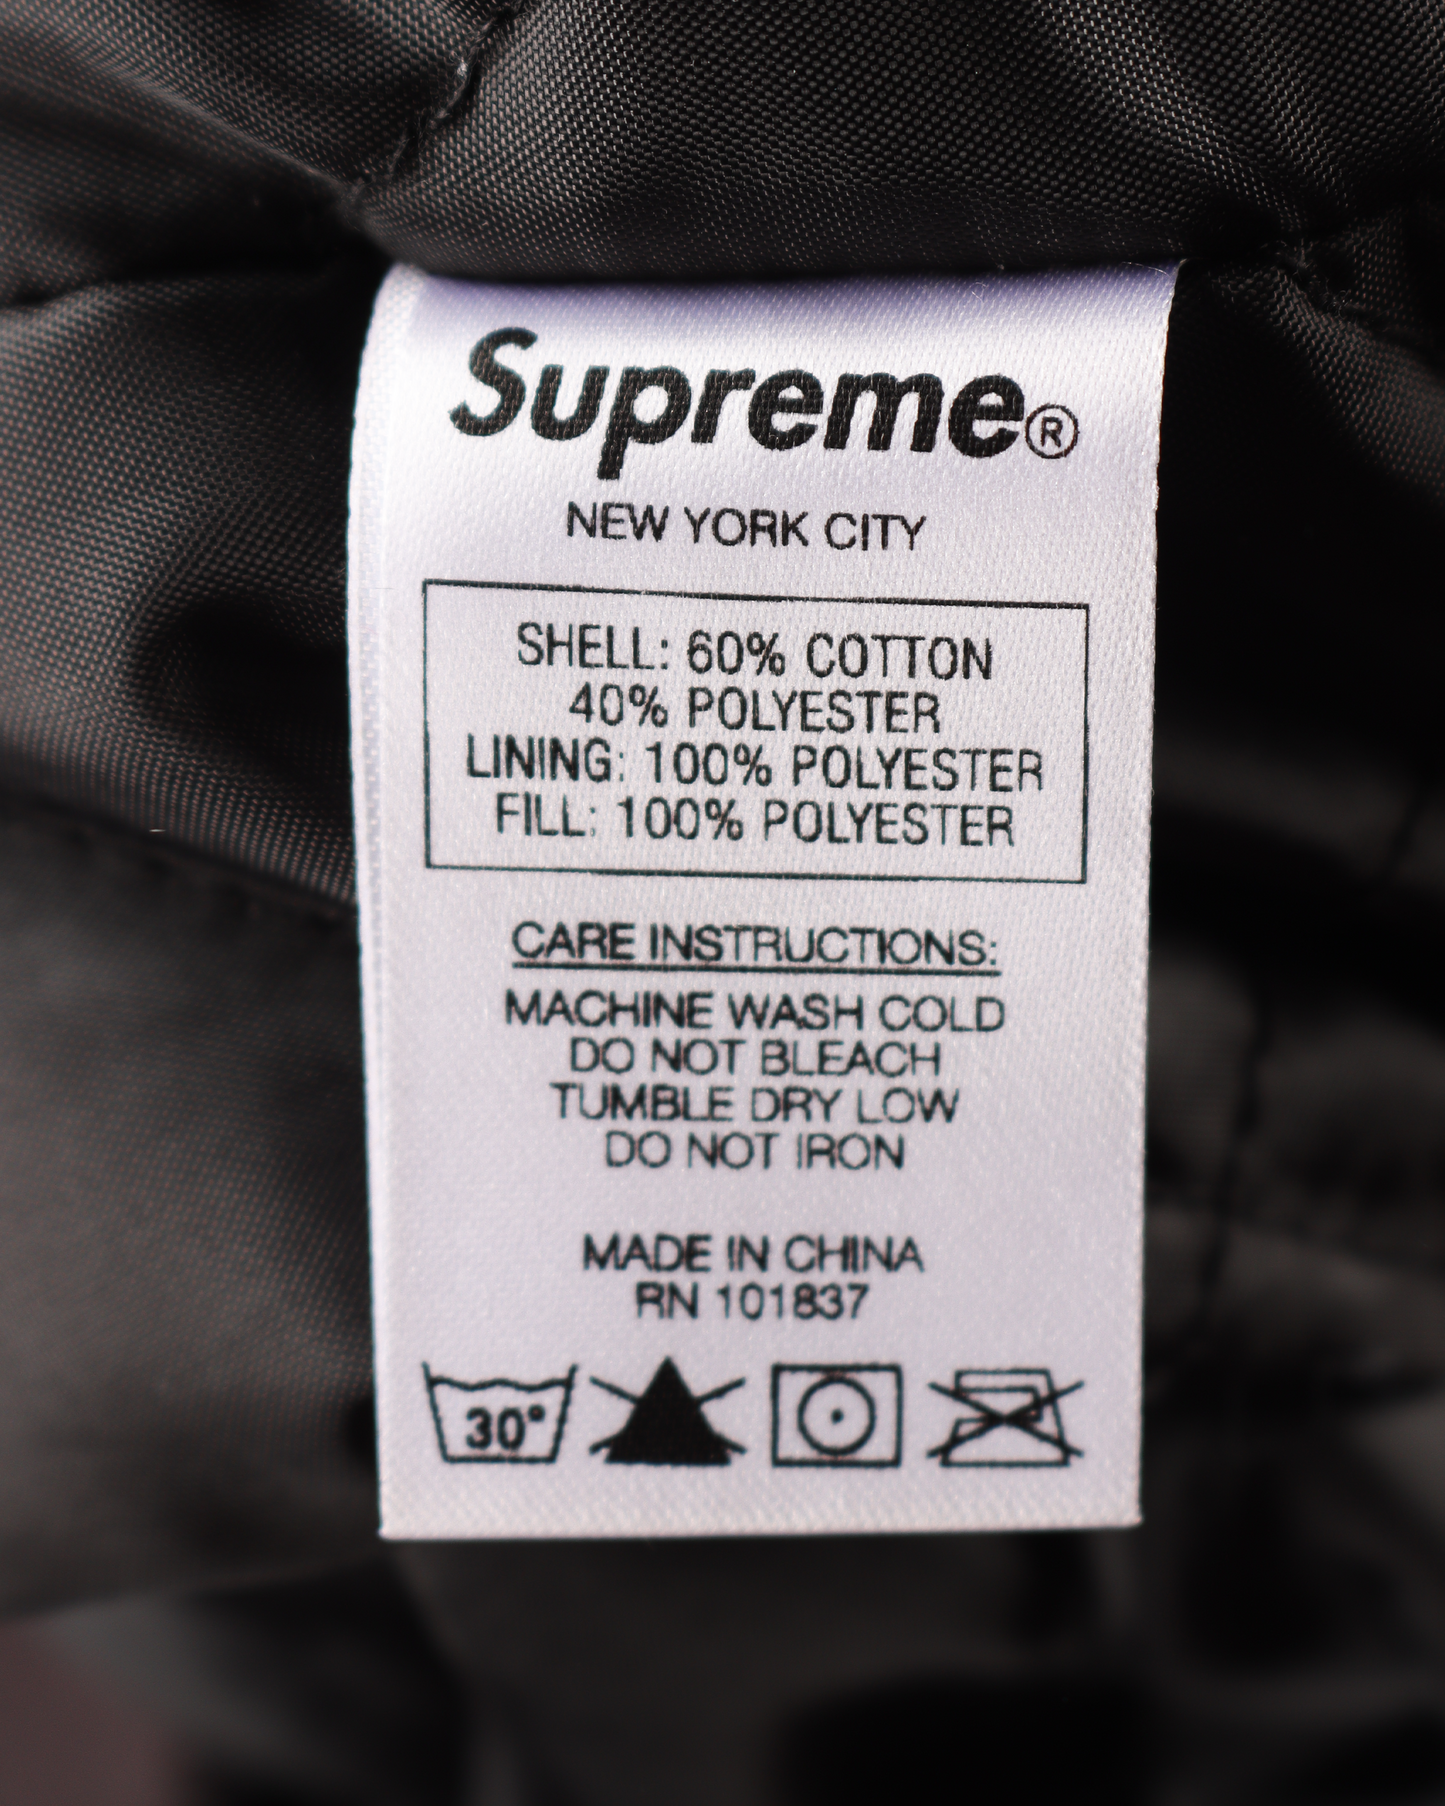 Supreme®
NEW YORK CITY
SHELL: 60% COTTON
40% POLYESTER
LINING: 100% POLYESTER
FILL: 100% POLYESTER
CARE INSTRUCTIONS:
MACHINE WASH COLD
DO NOT BLEACH
TUMBLE DRY LOW
DO NOT IRON
MADE IN CHINA
RN 101837
30°